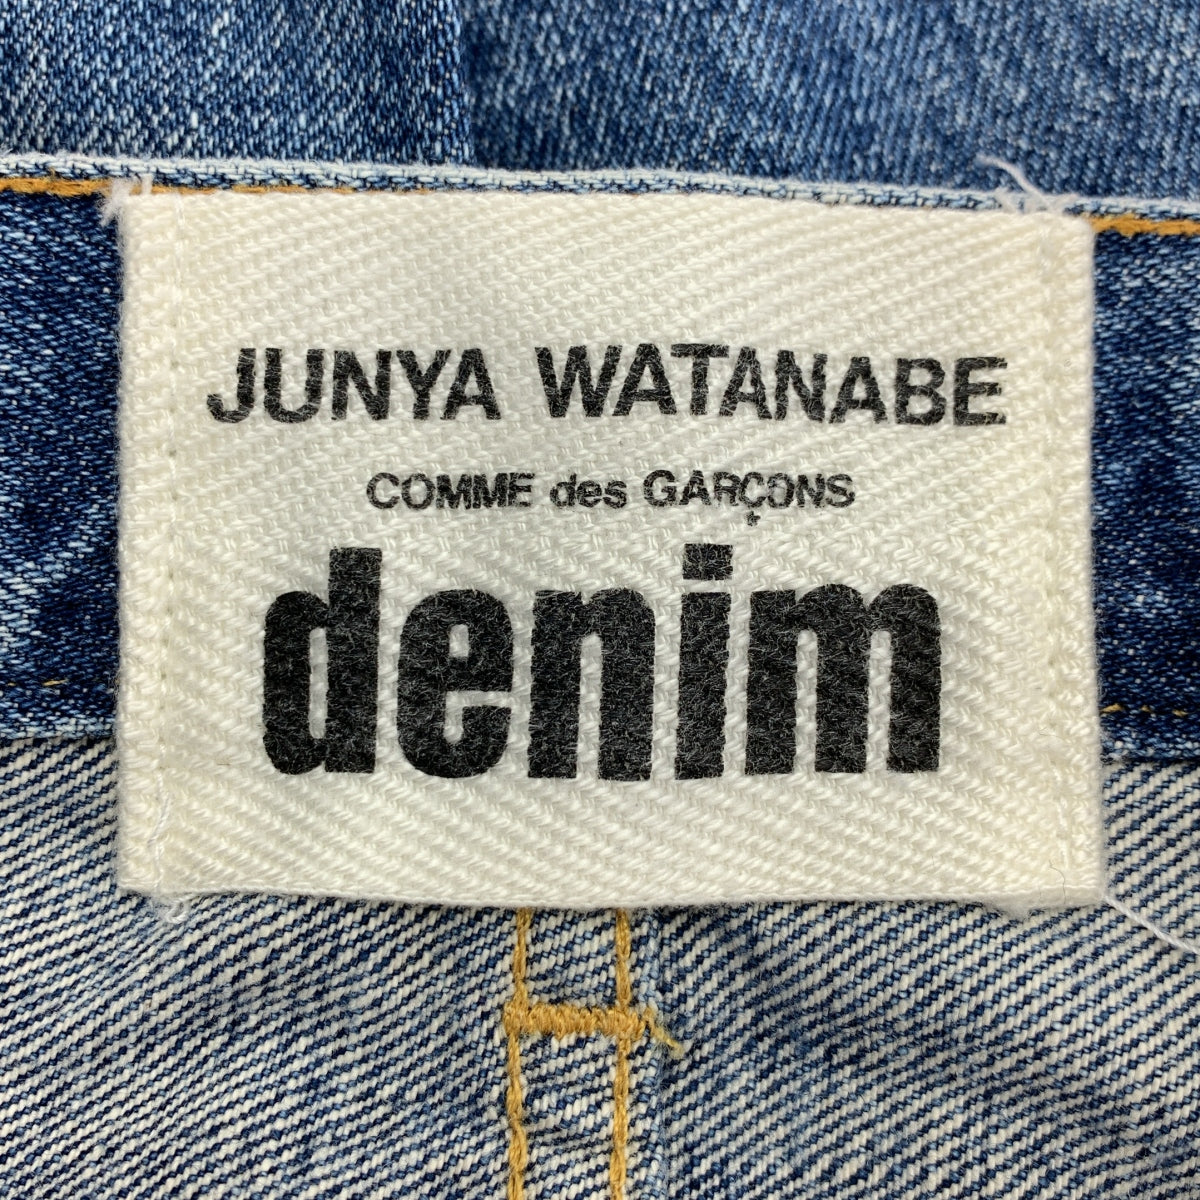 JUNYA WATANABE
COMME des GARÇONS
denim